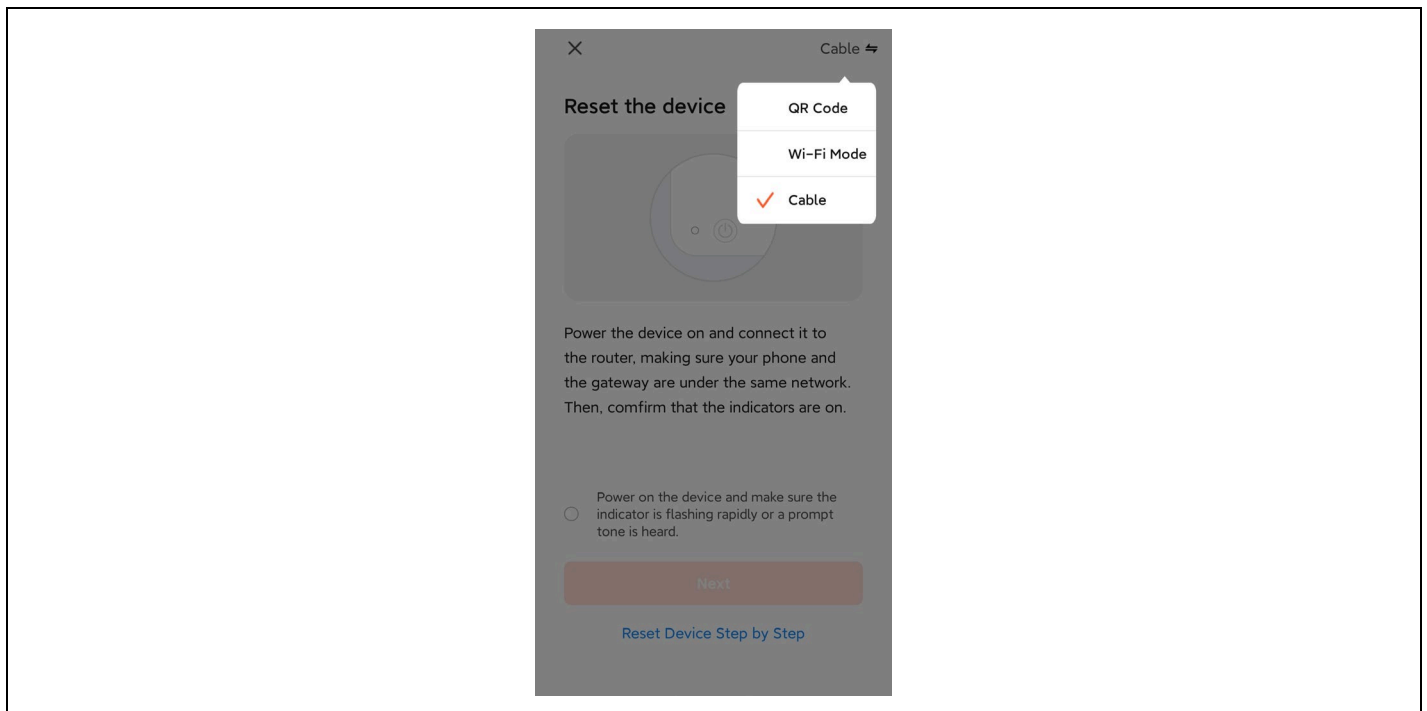 Cable
Reset the device
QR Code
Wi-Fi Mode
Cable
Power the device on and connect it to
the router, making sure your phone and
the gateway are under the same network.
Then, comfirm that the indicators are on.
Power on the device and make sure the
indicator is flashing rapidly or a prompt
tone is heard.
Next
Reset Device Step by Step